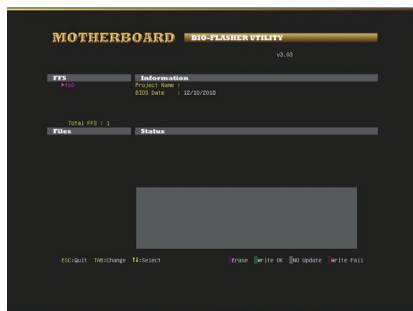 MOTHERBOARD BIO-FLASHER UTILITY
v3.03
FFS Information
fs0 Project Name :
BIOS Date : 12/10/2018
Total FFS : 1
Files Status
ESC:Quit TAB:Change ↑↓:Select Erase Write OK NO Update Write Fail